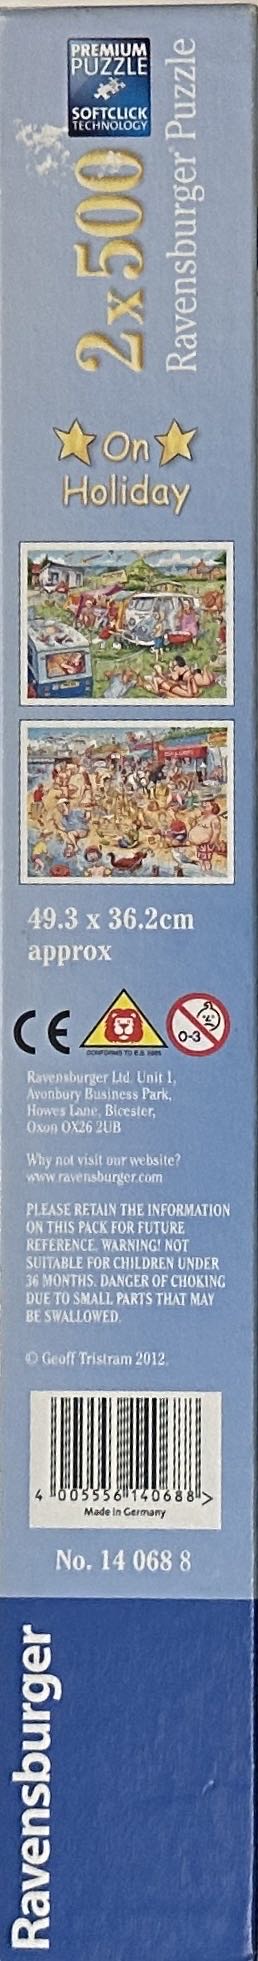 PREMIUM
PUZZLE
SOFTCLICK
TECHNOLOGY
2x500
Ravensburger Puzzle
On
Holiday
49.3 x 36.2cm
approx
CE
CONFORMS TO E.S. 5665
0-3
Ravensburger Ltd. Unit 1,
Avonbury Business Park,
Howes Lane, Bicester,
Oxon OX26 2UB
Why not visit our website?
www.ravensburger.com
PLEASE RETAIN THE INFORMATION
ON THIS PACK FOR FUTURE
REFERENCE. WARNING! NOT
SUITABLE FOR CHILDREN UNDER
36 MONTHS. DANGER OF CHOKING
DUE TO SMALL PARTS THAT MAY
BE SWALLOWED.
© Geoff Tristram 2012.
4 005556 140688 >
Made in Germany
No. 14 068 8
Ravensburger